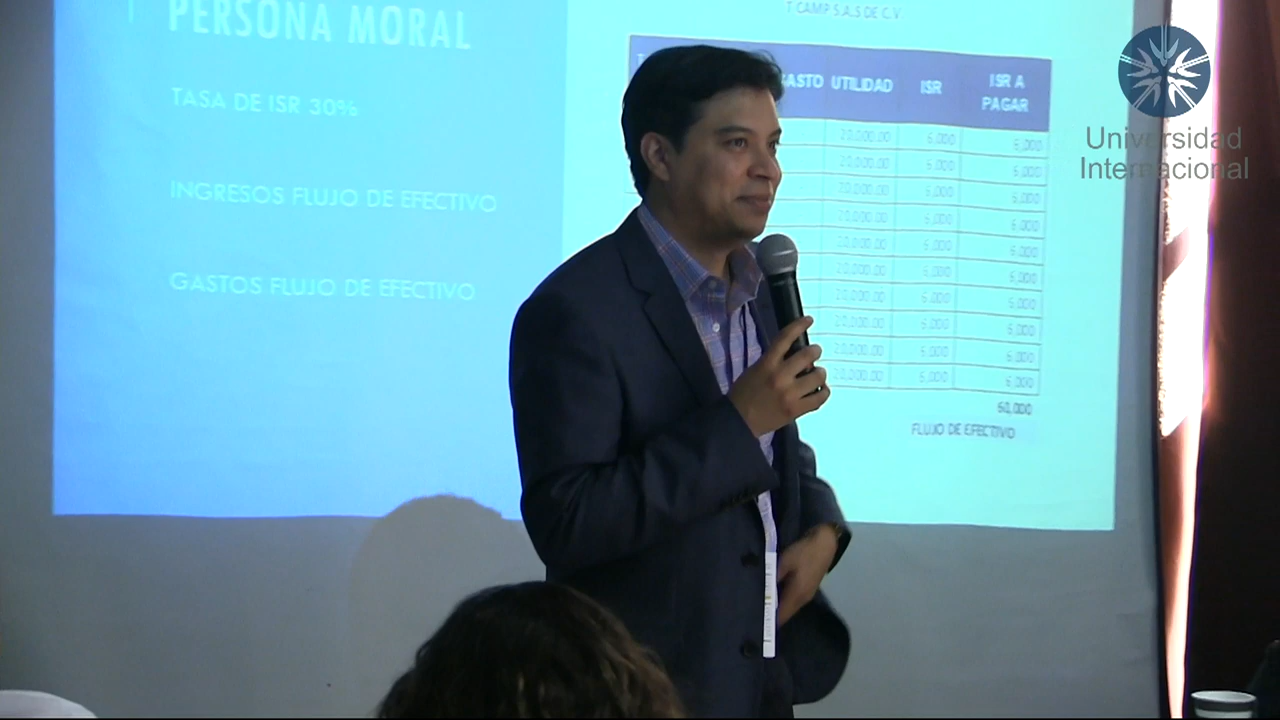 PERSONA MORAL
TASA DE ISR 30%
INGRESOS FLUJO DE EFECTIVO
GASTOS FLUJO DE EFECTIVO
T CAMP S.A.S DE C.V.
UTILIDAD ISR ISR A PAGAR
20,000.00 6,000 6,000
20,000.00 6,000 6,000
20,000.00 6,000 6,000
20,000.00 6,000 6,000
20,000.00 6,000 6,000
20,000.00 6,000 6,000
20,000.00 6,000 6,000
20,000.00 6,000 6,000
20,000.00 6,000 6,000
20,000.00 6,000 6,000
60,000
FLUJO DE EFECTIVO
Universidad
Internacional